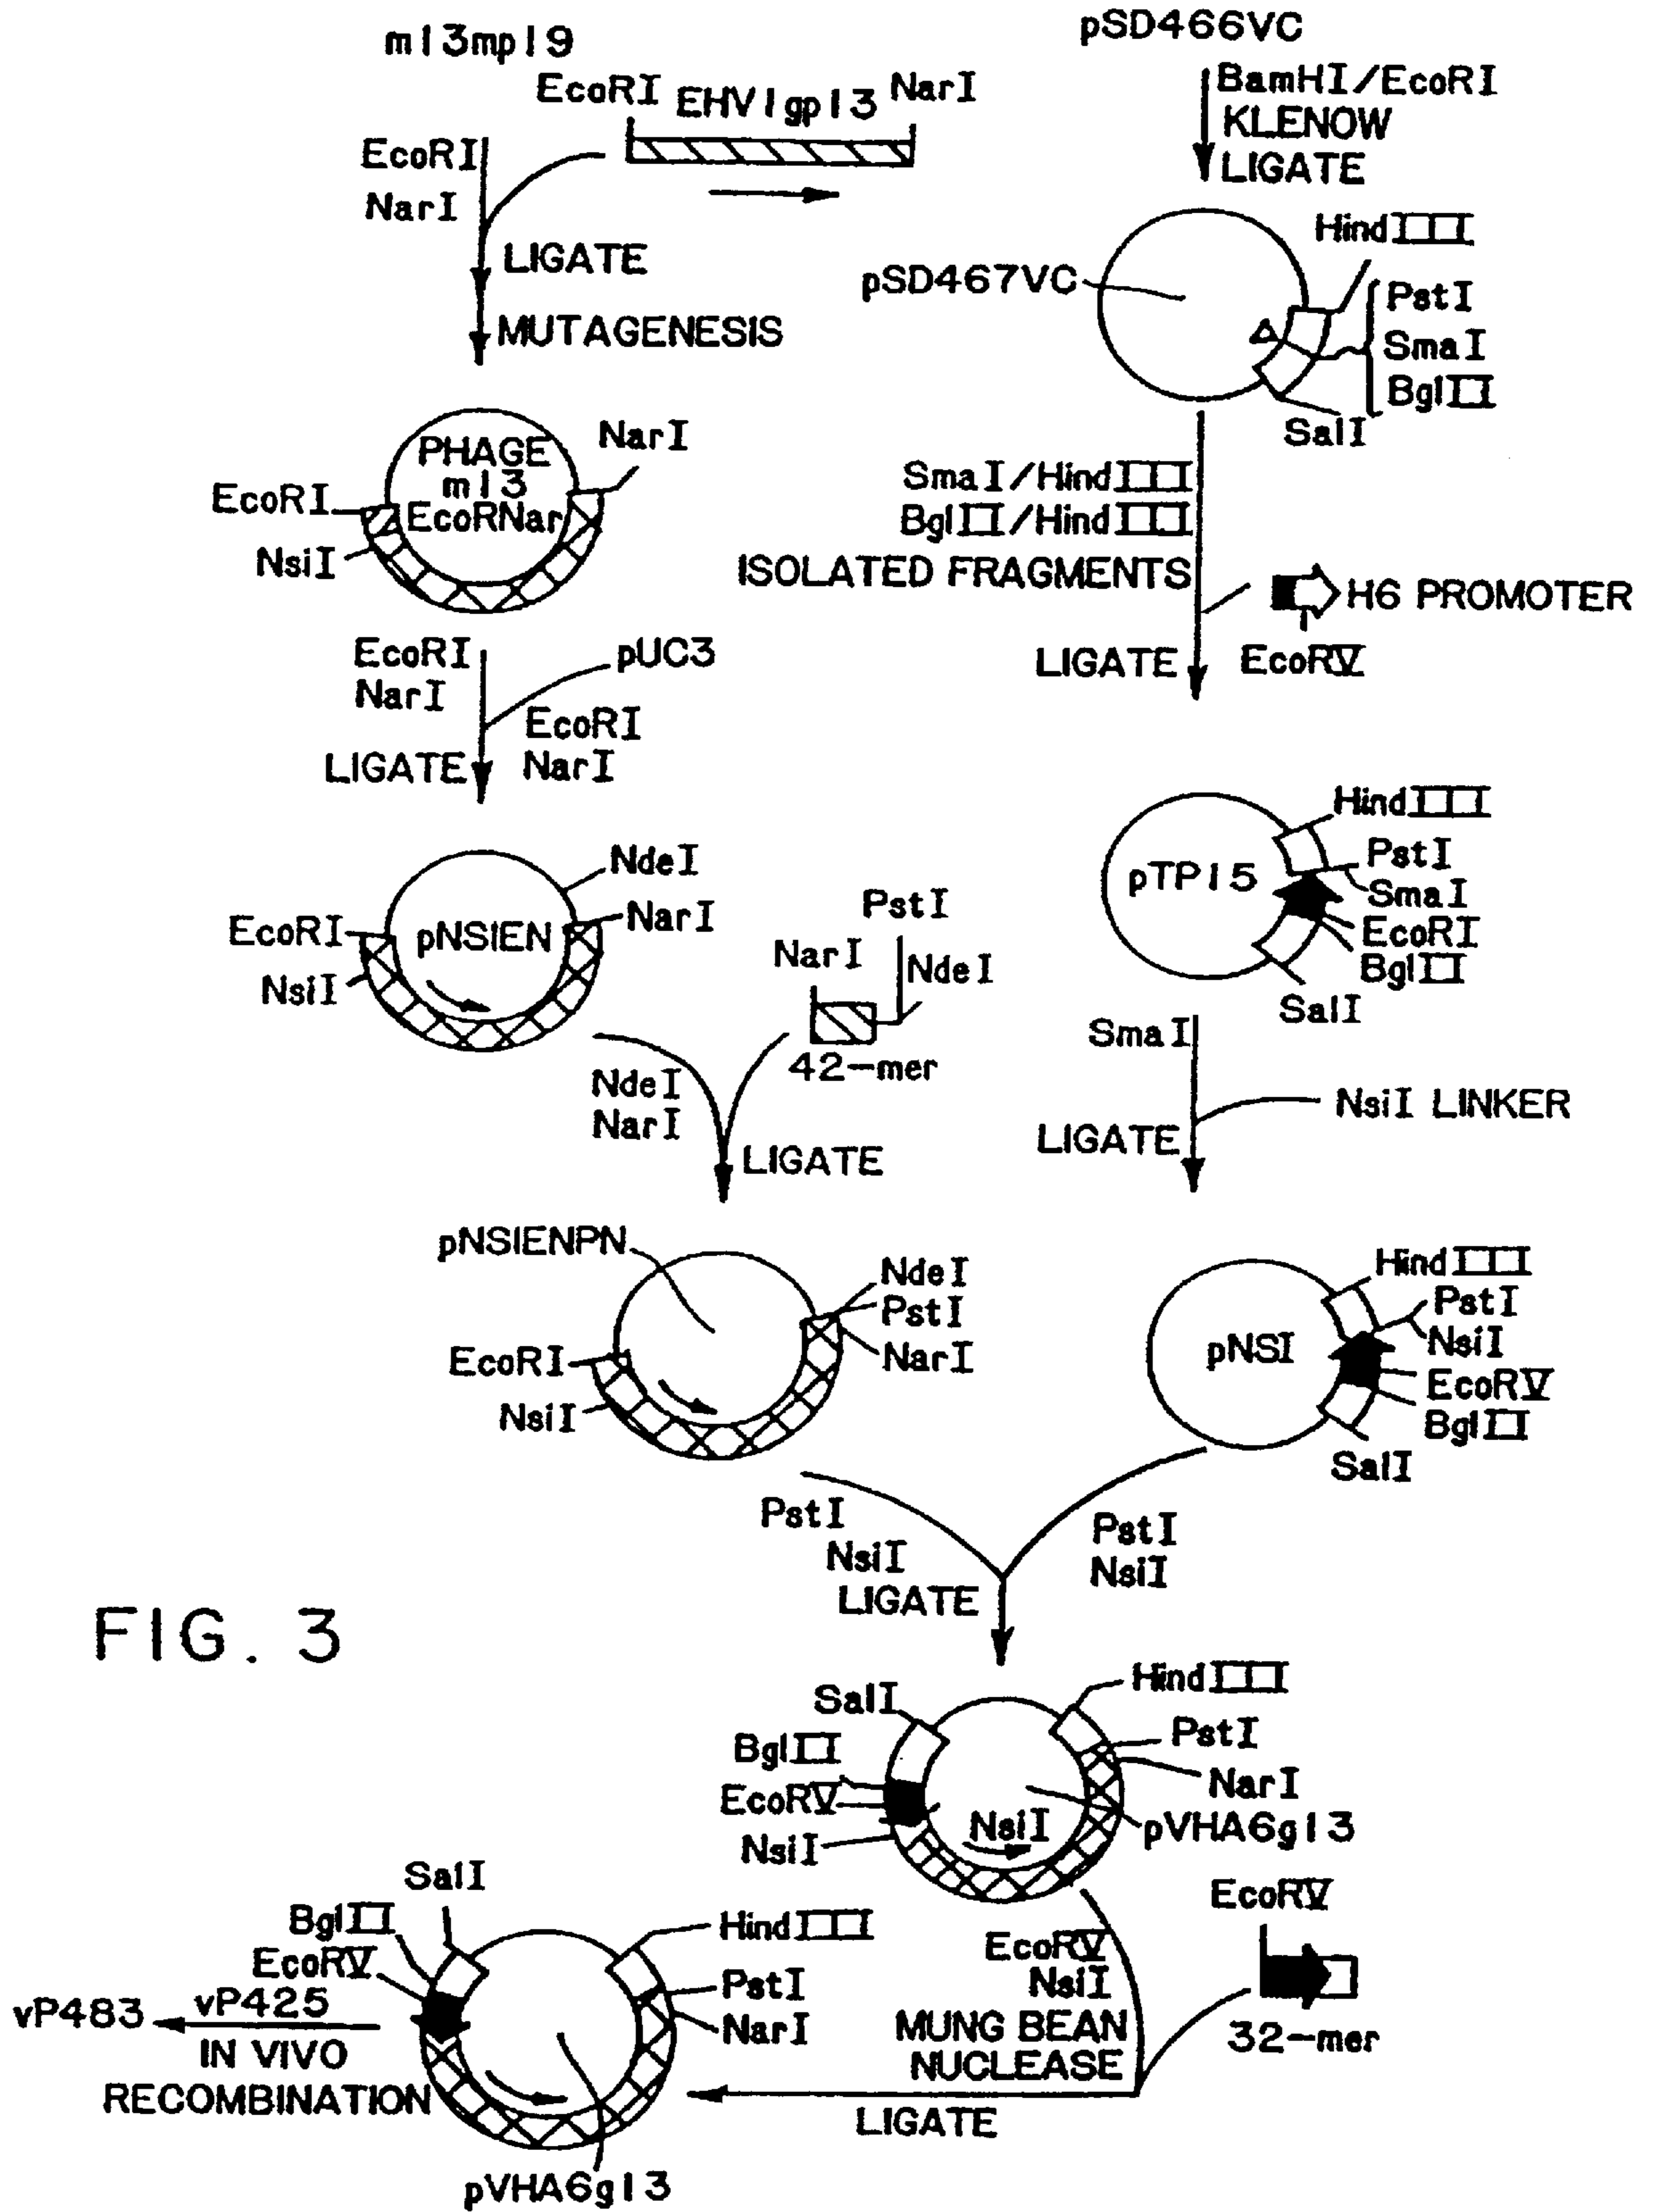 m13mp19
EcoRI EHV1gp13 NarI
EcoRI
NarI
LIGATE
MUTAGENESIS
PHAGE
m13
EcoRNar
NarI
EcoRI
NsiI
EcoRI
NarI
pUC3
EcoRI
NarI
LIGATE
NdeI
NarI
pNSIEN
EcoRI
NsiI
PstI
NarI
NdeI
42-mer
NdeI
NarI
LIGATE
pNSIENPN
NdeI
PstI
NarI
EcoRI
NsiI
PstI
NsiI
LIGATE
pSD466VC
BamHI/EcoRI
KLENOW
LIGATE
HindIII
pSD467VC
PstI
SmaI
BglII
SalI
SmaI/HindIII
BglII/HindIII
ISOLATED FRAGMENTS
H6 PROMOTER
EcoRV
LIGATE
HindIII
pTP15
PstI
SmaI
EcoRI
BglII
SalI
SmaI
NsiI LINKER
LIGATE
HindIII
PstI
NsiI
pNSI
EcoRV
BglII
SalI
PstI
NsiI
FIG. 3
SalI
HindIII
BglII
PstI
EcoRV
NarI
NsiI
NsiI
pVHA6g13
EcoRV
32-mer
EcoRV
NsiI
MUNG BEAN
NUCLEASE
LIGATE
SalI
BglII
HindIII
EcoRV
PstI
NarI
vP483
vP425
IN VIVO
RECOMBINATION
pVHA6g13